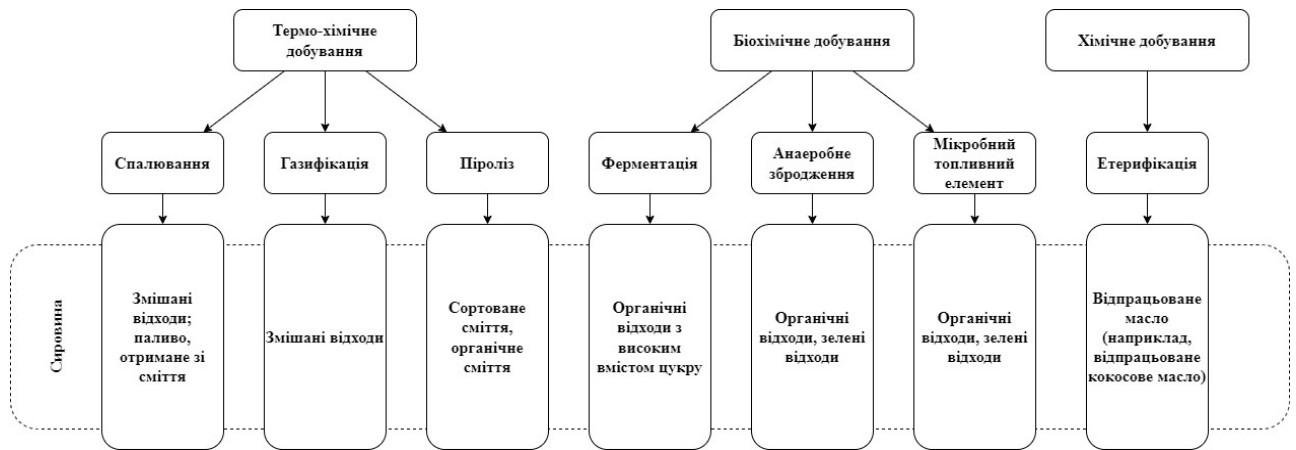 Термо-хімічне
добування
Біохімічне добування
Хімічне добування
Спалювання
Газифікація
Піроліз
Ферментація
Анаеробне
збродження
Мікробний
топливний
елемент
Етерифікація
Сировина
Змішані
відходи;
паливо,
отримане зі
сміття
Змішані відходи
Сортоване
сміття,
органічне
сміття
Органічні
відходи з
високим
вмістом цукру
Органічні
відходи, зелені
відходи
Органічні
відходи, зелені
відходи
Відпрацьоване
масло
(наприклад,
відпрацьоване
кокосове масло)